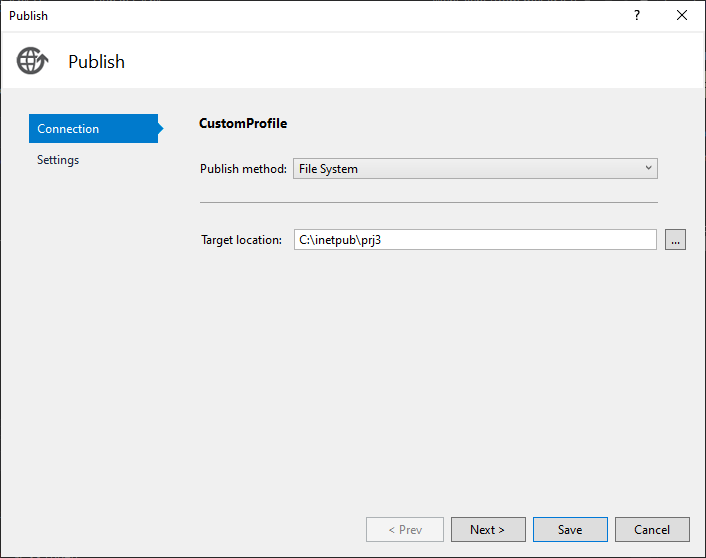 Publish
?
Publish
Connection
Settings
CustomProfile
Publish method: File System
Target location: C:\inetpub\prj3 ...
< Prev Next > Save Cancel